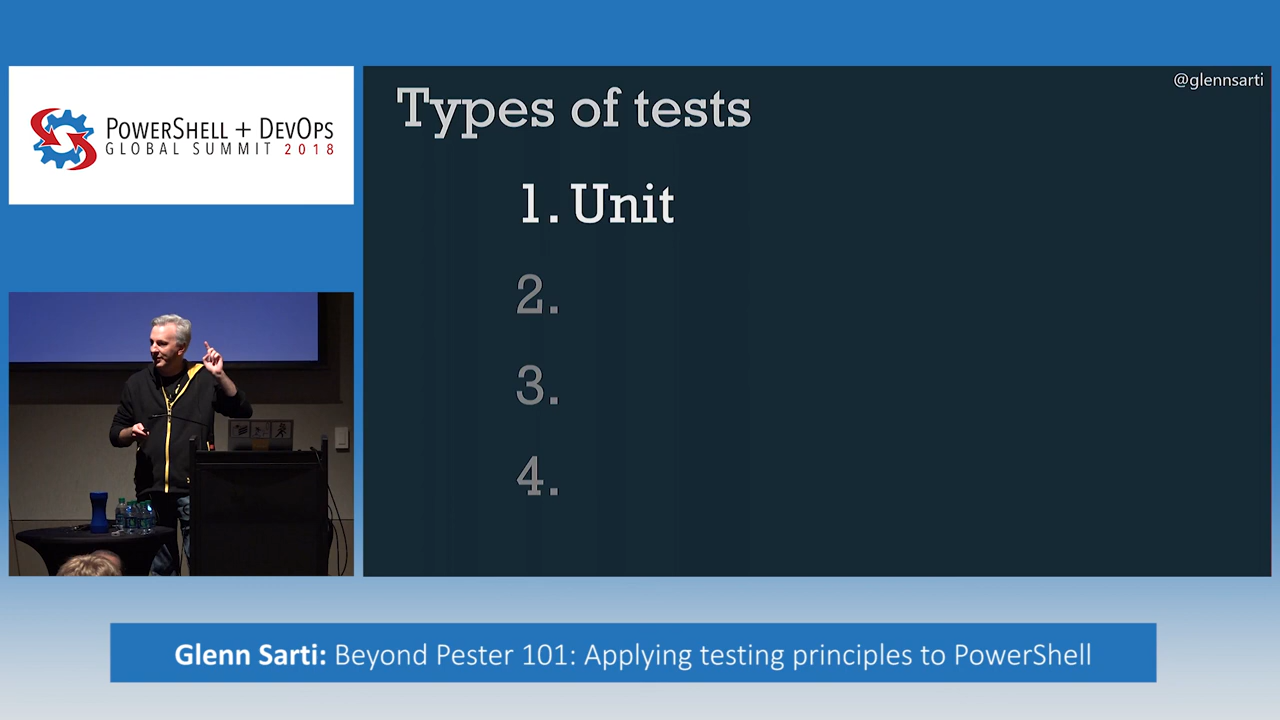 PowerShell + DevOps
GLOBAL SUMMIT 2018
@glennsarti
Types of tests
1. Unit
2.
3.
4.
Glenn Sarti: Beyond Pester 101: Applying testing principles to PowerShell